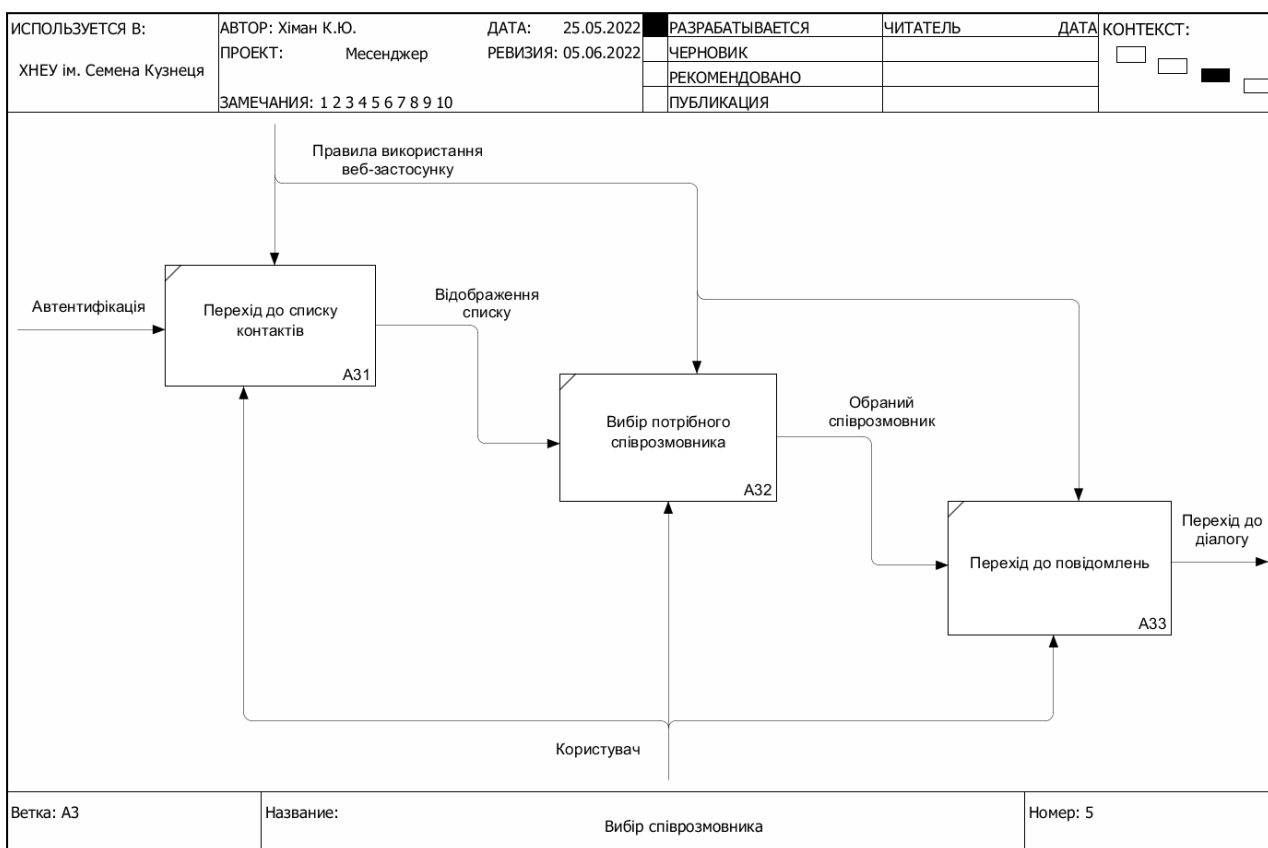 ИСПОЛЬЗУЕТСЯ В:
ХНЕУ ім. Семена Кузнеця
АВТОР: Хіман К.Ю.
ДАТА: 25.05.2022
ПРОЕКТ: Месенджер
РЕВИЗИЯ: 05.06.2022
ЗАМЕЧАНИЯ: 1 2 3 4 5 6 7 8 9 10
РАЗРАБАТЫВАЕТСЯ
ЧЕРНОВИК
РЕКОМЕНДОВАНО
ПУБЛИКАЦИЯ
ЧИТАТЕЛЬ
ДАТА
КОНТЕКСТ:
Правила використання
веб-застосунку
Автентифікація
Перехід до списку
контактів
A31
Відображення
списку
Вибір потрібного
співрозмовника
A32
Обраний
співрозмовник
Перехід до повідомлень
A33
Перехід до
діалогу
Користувач
Ветка: A3
Название:
Вибір співрозмовника
Номер: 5